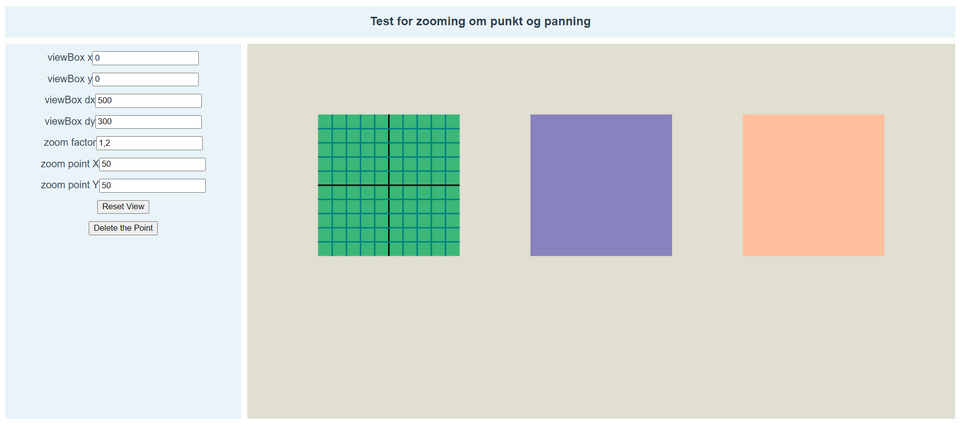 Test for zooming om punkt og panning
viewBox x 0
viewBox y 0
viewBox dx 500
viewBox dy 300
zoom factor 1,2
zoom point X 50
zoom point Y 50
Reset View
Delete the Point